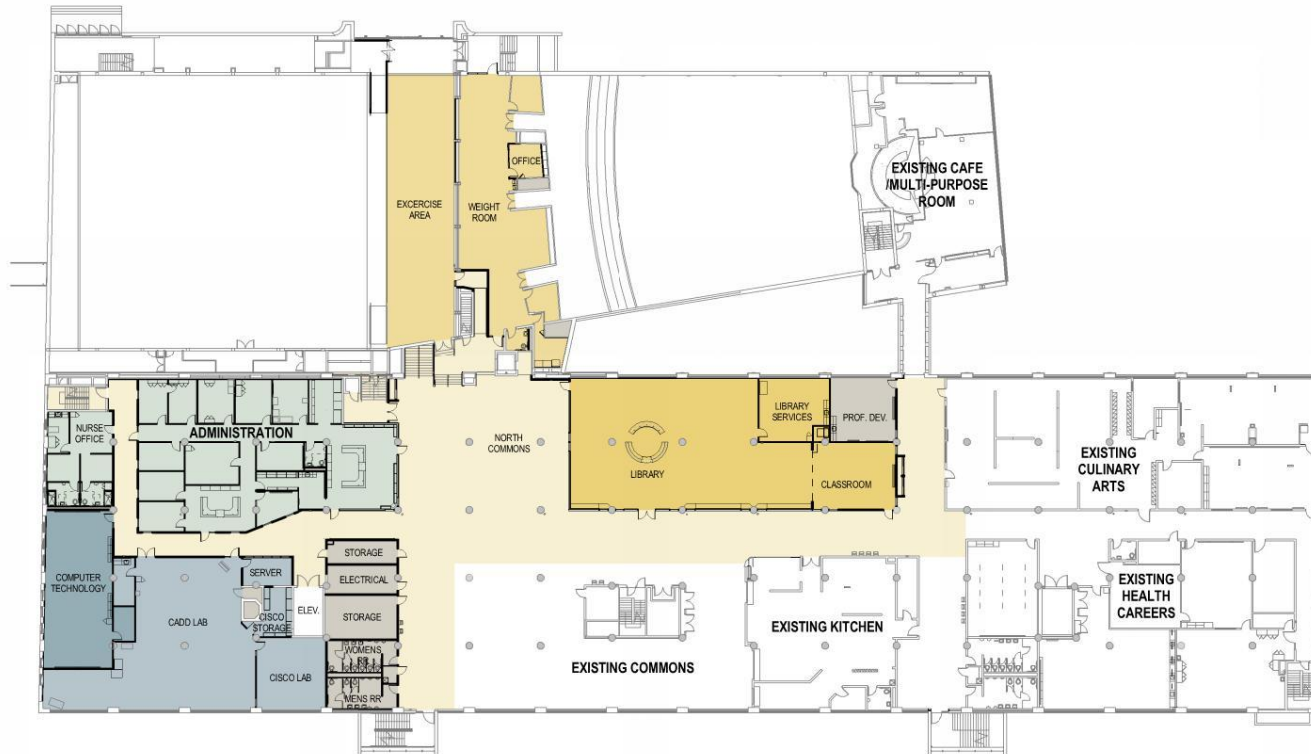 EXISTING CAFE
/MULTI-PURPOSE
ROOM
OFFICE
EXCERCISE
AREA
WEIGHT
ROOM
NURSE
OFFICE
ADMINISTRATION
NORTH
COMMONS
LIBRARY
SERVICES
PROF. DEV.
LIBRARY
CLASSROOM
EXISTING
CULINARY
ARTS
COMPUTER
TECHNOLOGY
CADD LAB
SERVER
CISCO
STORAGE
ELEV.
STORAGE
ELECTRICAL
STORAGE
WOMENS
RR
CISCO LAB
MENS RR
EXISTING COMMONS
EXISTING KITCHEN
EXISTING
HEALTH
CAREERS